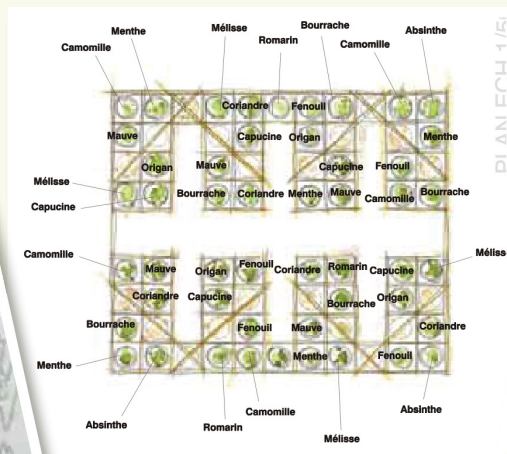 Menthe
Mélisse
Bourrache
Absinthe
Romarin
Camomille
Camomille
Coriandre Fenouil
Mauve Capucine Origan Menthe
Origan Mauve Capucine Fenouil
Mélisse
Bourrache Coriandre Menthe Mauve Camomille Bourrache
Capucine
Camomille
Mauve Origan Fenouil Coriandre Romarin Capucine
Coriandre Capucine Bourrache Origan
Bourrache Fenouil Mauve Coriandre
Menthe
Menthe Fenouil
Absinthe
Romarin
Camomille
Mélisse
Absinthe
PLAN ECH 1/5